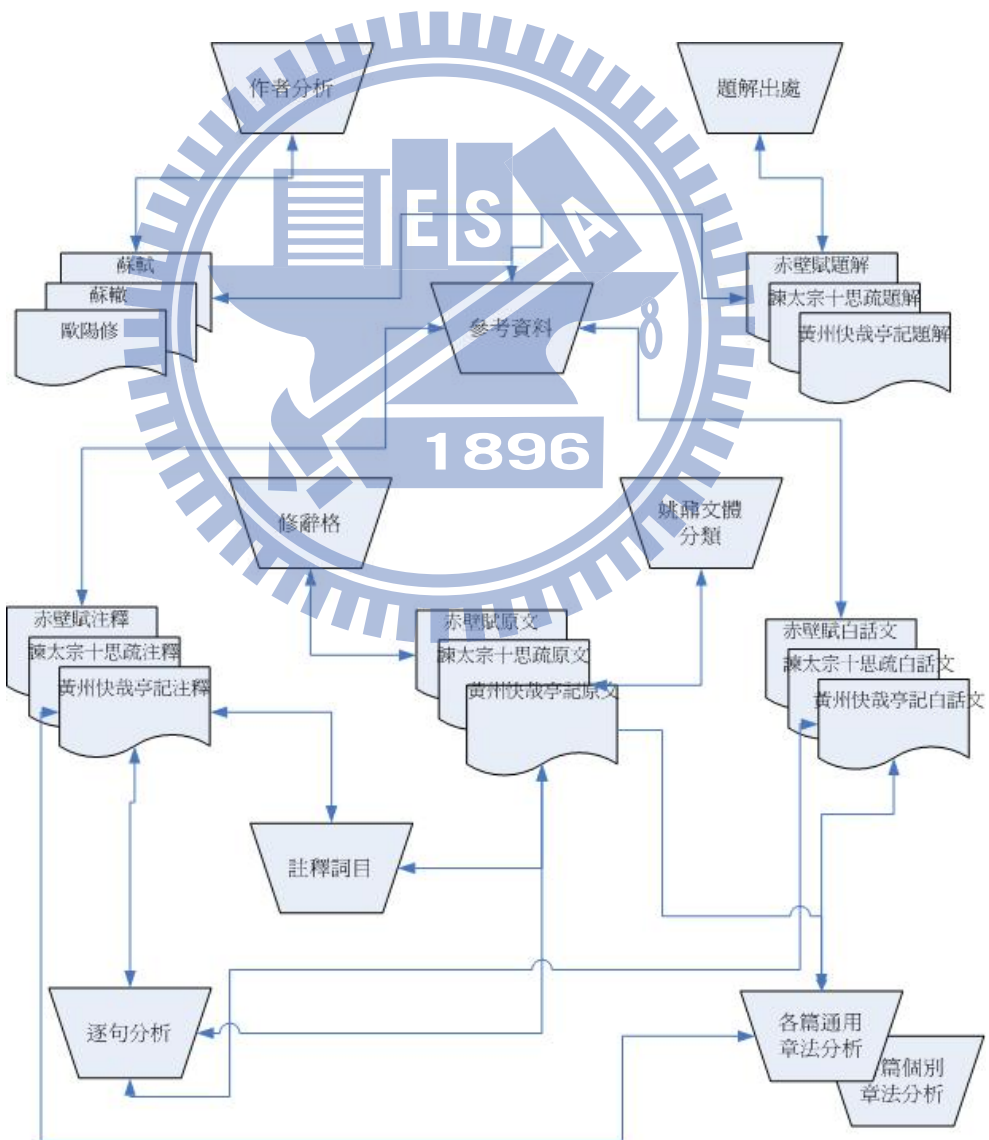 作者分析
題解出處
E S A
蘇軾
蘇轍
歐陽修
參考資料
8
赤壁賦題解
諫太宗十思疏題解
黃州快哉亭記題解
1896
修辭格
姚鼐文體
分類
赤壁賦注釋
諫太宗十思疏注釋
黃州快哉亭記注釋
赤壁賦原文
諫太宗十思疏原文
黃州快哉亭記原文
赤壁賦白話文
諫太宗十思疏白話文
黃州快哉亭記白話文
註釋詞目
逐句分析
各篇通用
章法分析
篇個別
章法分析